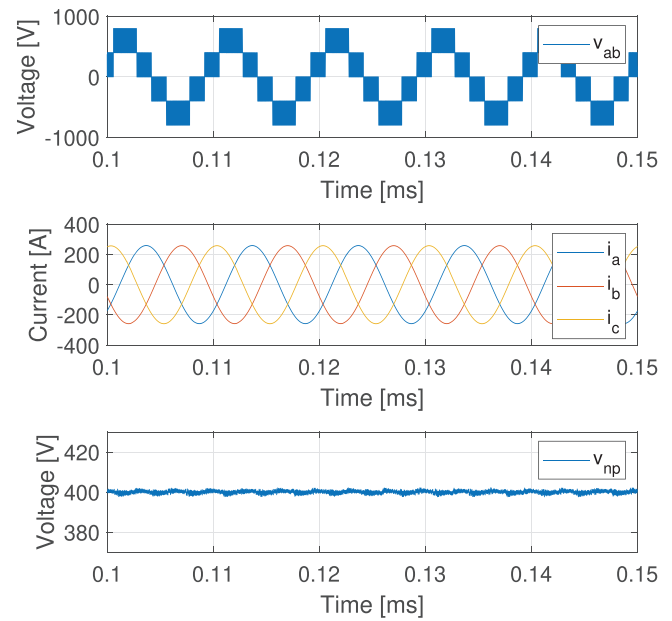 1000
0
-1000
Voltage [V]
v_ab
0.1 0.11 0.12 0.13 0.14 0.15
Time [ms]
400
200
0
-200
-400
Current [A]
i_a
i_b
i_c
0.1 0.11 0.12 0.13 0.14 0.15
Time [ms]
420
400
380
Voltage [V]
v_np
0.1 0.11 0.12 0.13 0.14 0.15
Time [ms]